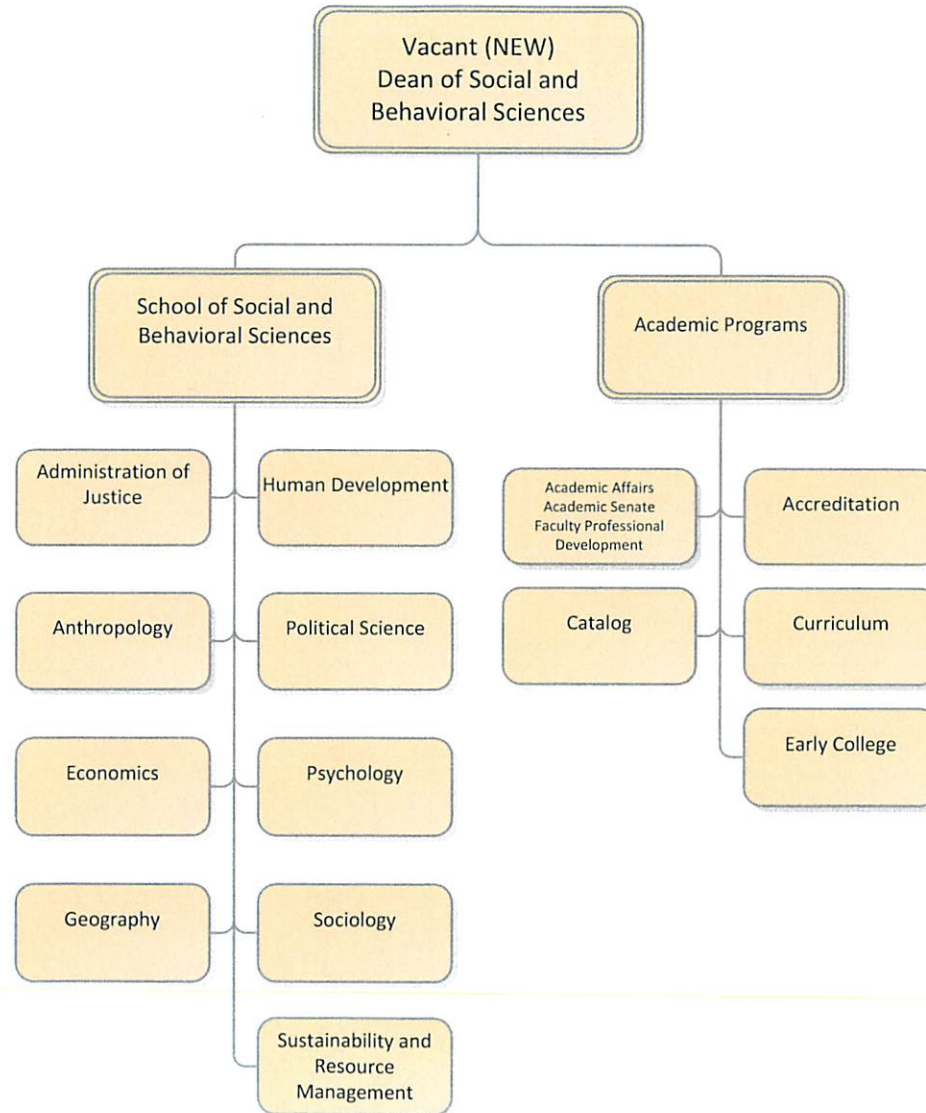 Vacant (NEW)
Dean of Social and
Behavioral Sciences
School of Social and
Behavioral Sciences
Academic Programs
Administration of
Justice
Human Development
Academic Affairs
Academic Senate
Faculty Professional
Development
Accreditation
Anthropology
Political Science
Catalog
Curriculum
Economics
Psychology
Early College
Geography
Sociology
Sustainability and
Resource
Management